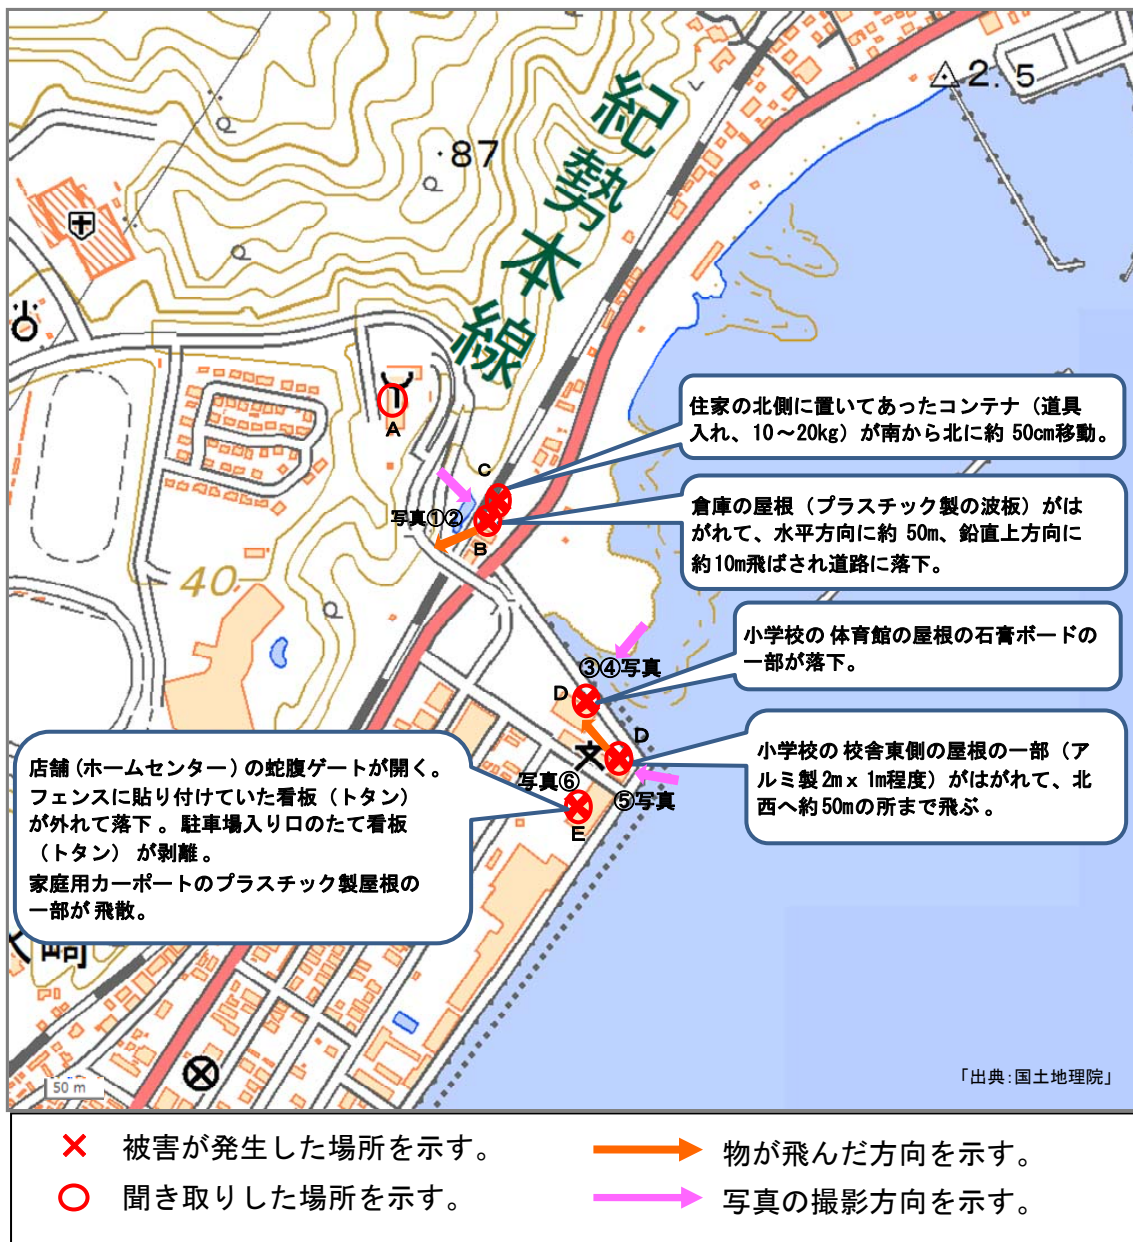 紀勢本線
87
2.5
A
C
写真①②
B
40
住家の北側に置いてあったコンテナ（道具
入れ、10～20kg）が南から北に約 50cm移動。
倉庫の屋根（プラスチック製の波板）がは
がれて、水平方向に約 50m、鉛直上方向に
約10m飛ばされ道路に落下。
小学校の 体育館の屋根の石膏ボードの
一部が落下。
③④写真
D
D
小学校の 校舎東側の屋根の一部（ア
ルミ製 2m x 1m程度）がはがれて、北
西へ約50mの所まで飛ぶ 。
店舗（ホームセンター）の蛇腹ゲートが開く。
フェンスに貼り付けていた看板（トタン）
が外れて落下 。駐車場入り口のたて看板
（トタン） が剥離 。
家庭用カーポートのプラスチック製屋根の
一部が 飛散。
写真⑥
⑤写真
E
崎
50 m
「出典：国土地理院」
被害が発生した場所を示す。
物が飛んだ方向を示す。
聞き取りした場所を示す。
写真の撮影方向を示す。